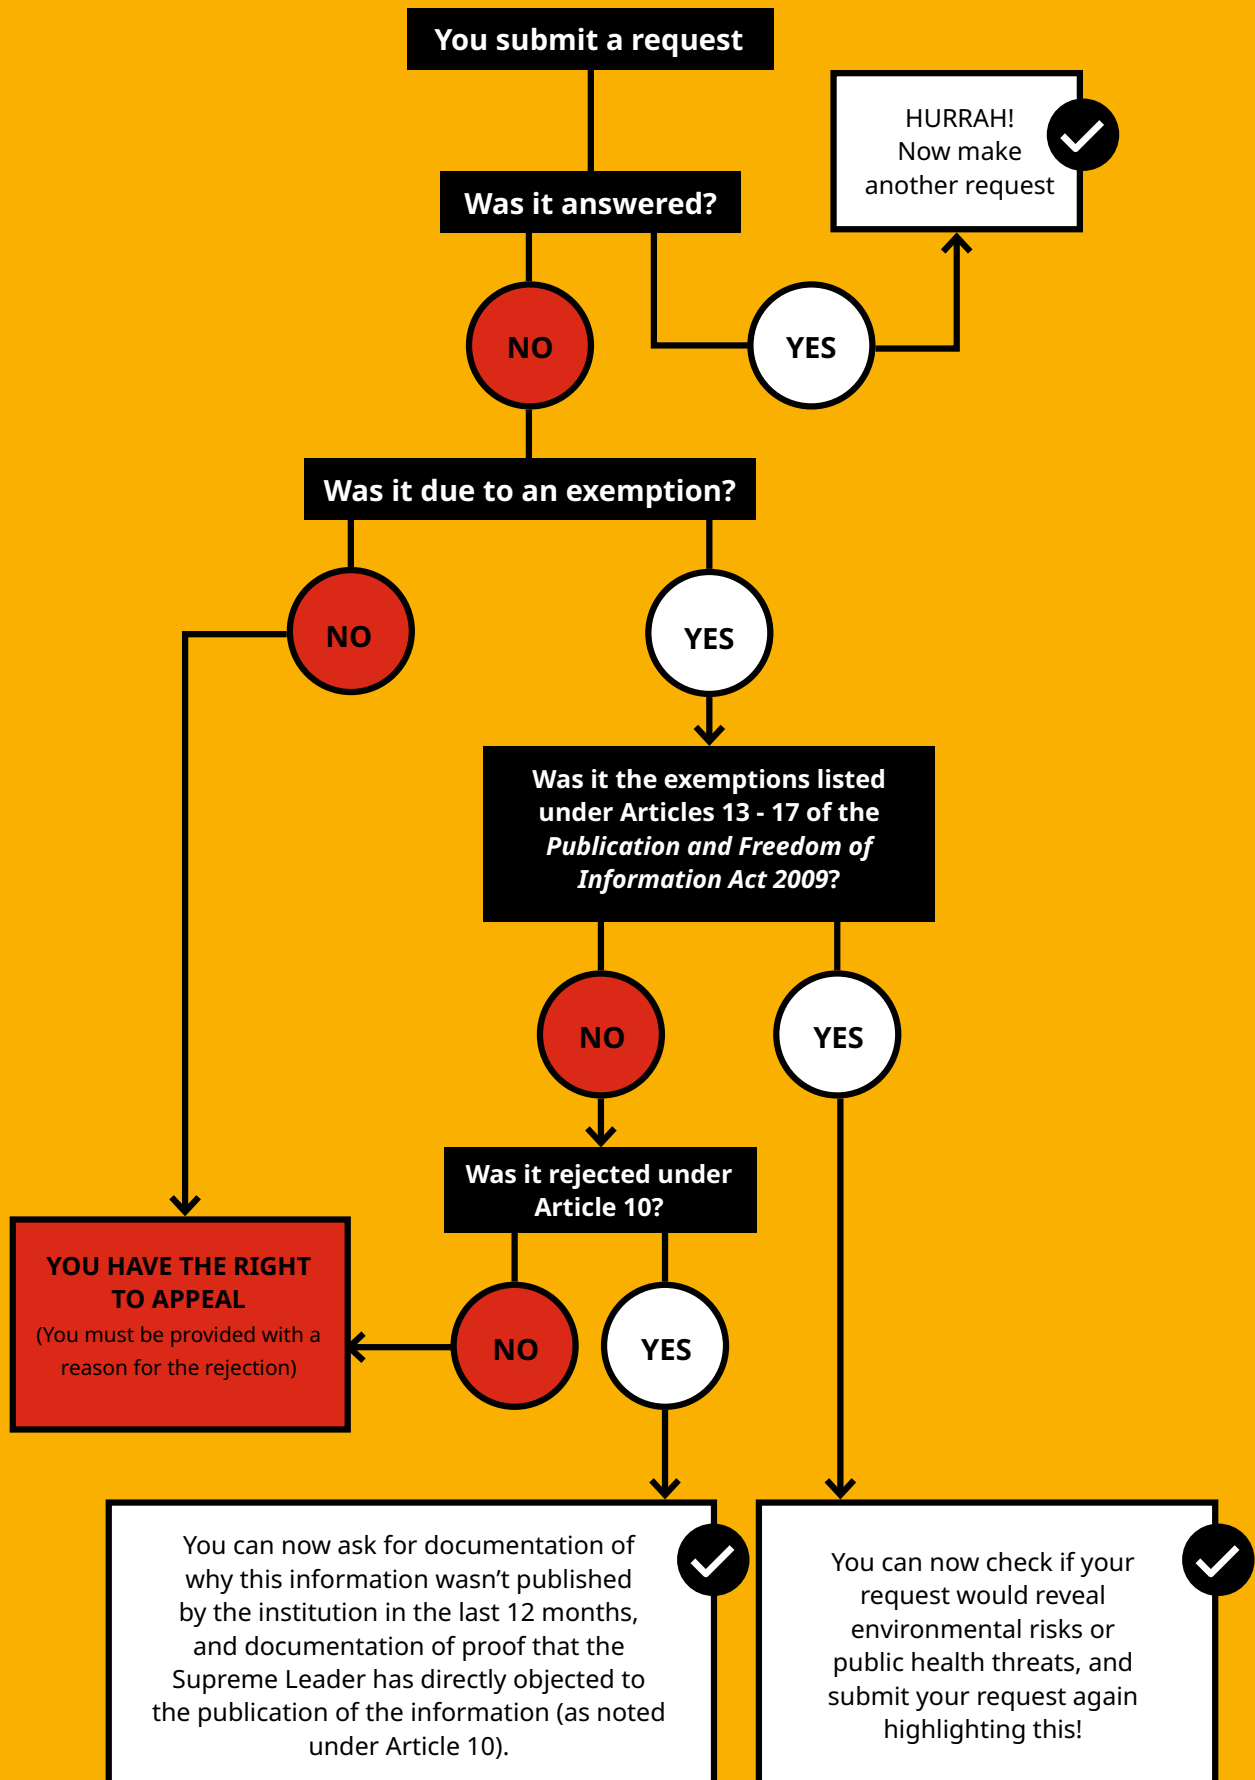 You submit a request
HURRAH!
Now make
another request
Was it answered?
NO
YES
Was it due to an exemption?
NO
YES
Was it the exemptions listed
under Articles 13 - 17 of the
Publication and Freedom of
Information Act 2009?
NO
YES
Was it rejected under
Article 10?
YOU HAVE THE RIGHT
TO APPEAL
(You must be provided with a
reason for the rejection)
NO
YES
You can now ask for documentation of
why this information wasn’t published
by the institution in the last 12 months,
and documentation of proof that the
Supreme Leader has directly objected to
the publication of the information (as noted
under Article 10).
You can now check if your
request would reveal
environmental risks or
public health threats, and
submit your request again
highlighting this!